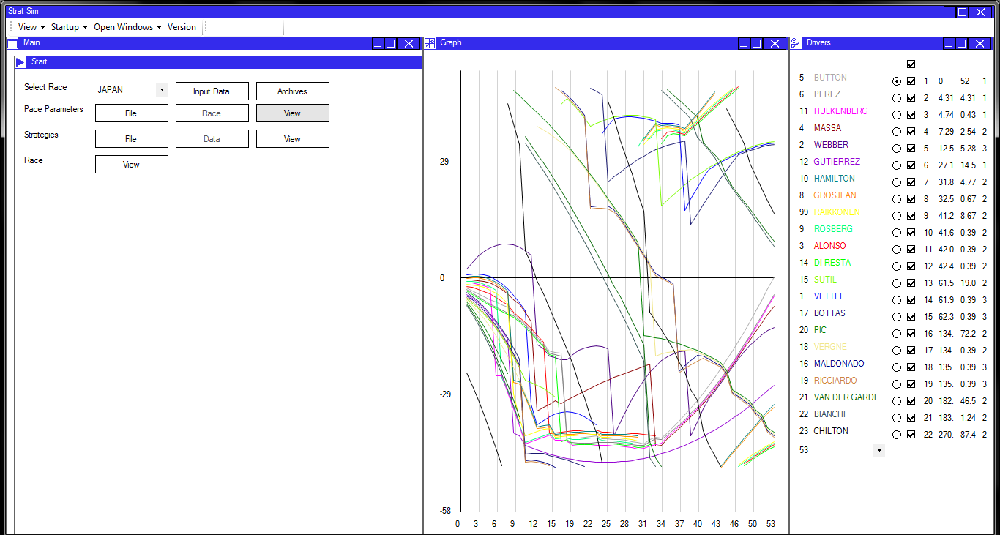 Strat Sim
View Startup Open Windows Version
Main
Start
Select Race JAPAN Input Data Archives
Pace Parameters File Race View
Strategies File Data View
Race View
Graph
29
0
-29
-58
0 3 6 9 12 15 19 22 25 28 31 34 37 40 43 46 50 53
Drivers
5 BUTTON 1 0 52 1
6 PEREZ 2 4.31 4.31 1
11 HULKENBERG 3 4.74 0.43 1
4 MASSA 4 7.29 2.54 2
2 WEBBER 5 12.5 5.28 3
12 GUTIERREZ 6 27.1 14.5 1
10 HAMILTON 7 31.8 4.77 2
8 GROSJEAN 8 32.5 0.67 2
99 RAIKKONEN 9 41.2 8.67 2
9 ROSBERG 10 41.6 0.39 2
3 ALONSO 11 42.0 0.39 2
14 DI RESTA 12 42.4 0.39 2
15 SUTIL 13 61.5 19.0 2
1 VETTEL 14 61.9 0.39 3
17 BOTTAS 15 62.3 0.39 3
20 PIC 16 134. 72.2 2
18 VERGNE 17 134. 0.39 2
16 MALDONADO 18 135. 0.39 3
19 RICCIARDO 19 135. 0.39 3
21 VAN DER GARDE 20 182. 46.5 2
22 BIANCHI 21 183. 1.24 2
23 CHILTON 22 270. 87.4 2
53